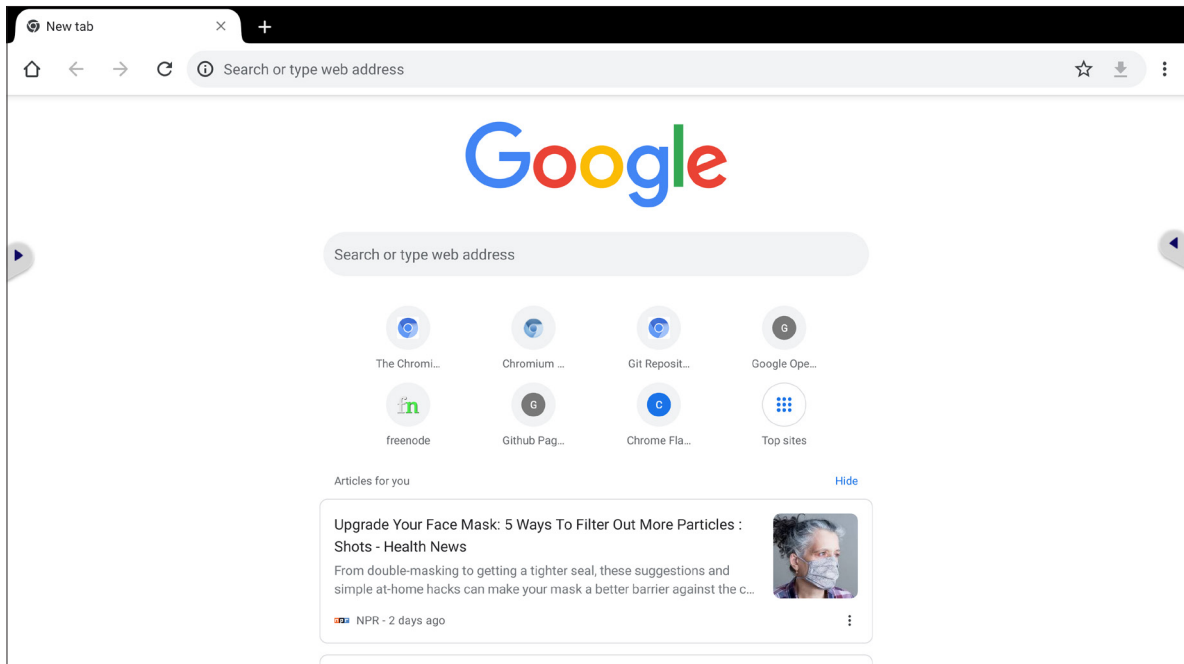 New tab
Search or type web address
Google
Search or type web address
The Chromi...
Chromium ...
Git Reposit...
Google Ope...
freenode
Github Pag...
Chrome Fla...
Top sites
Articles for you
Hide
Upgrade Your Face Mask: 5 Ways To Filter Out More Particles :
Shots - Health News
From double-masking to getting a tighter seal, these suggestions and
simple at-home hacks can make your mask a better barrier against the c...
npr NPR - 2 days ago